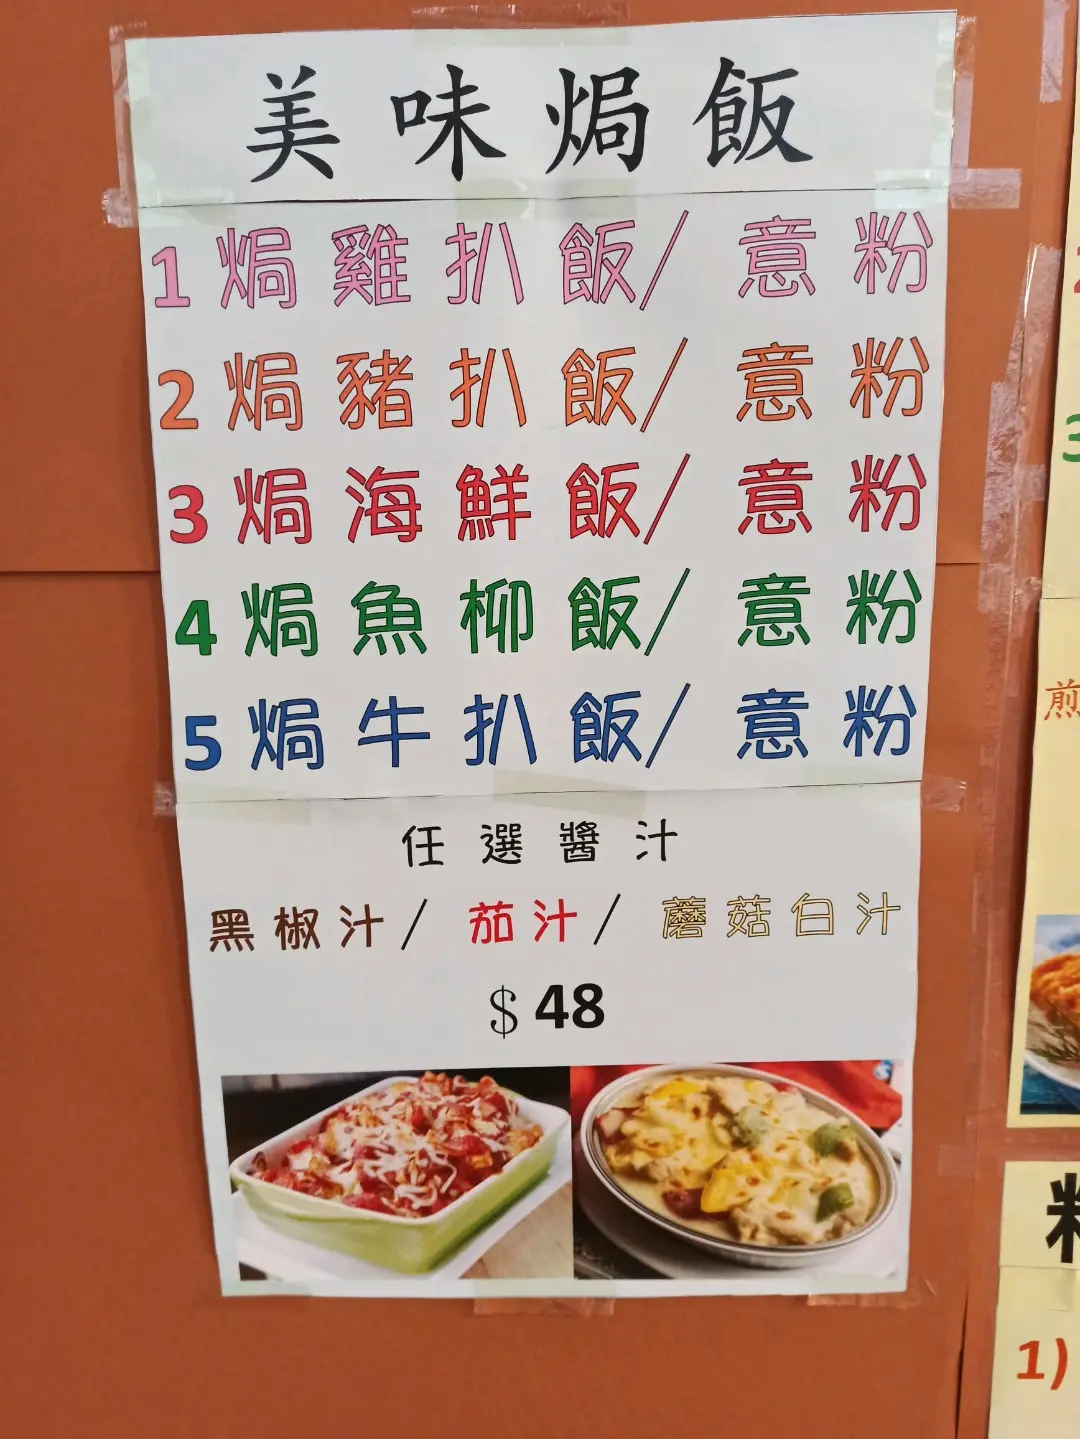 美味焗飯
1 焗雞扒飯/ 意粉
2 焗豬扒飯/ 意粉
3 焗海鮮飯/ 意粉
4 焗魚柳飯/ 意粉
5 焗牛扒飯/ 意粉
任選醬汁
黑椒汁/ 茄汁/ 蘑菇白汁
$48
煎
1)